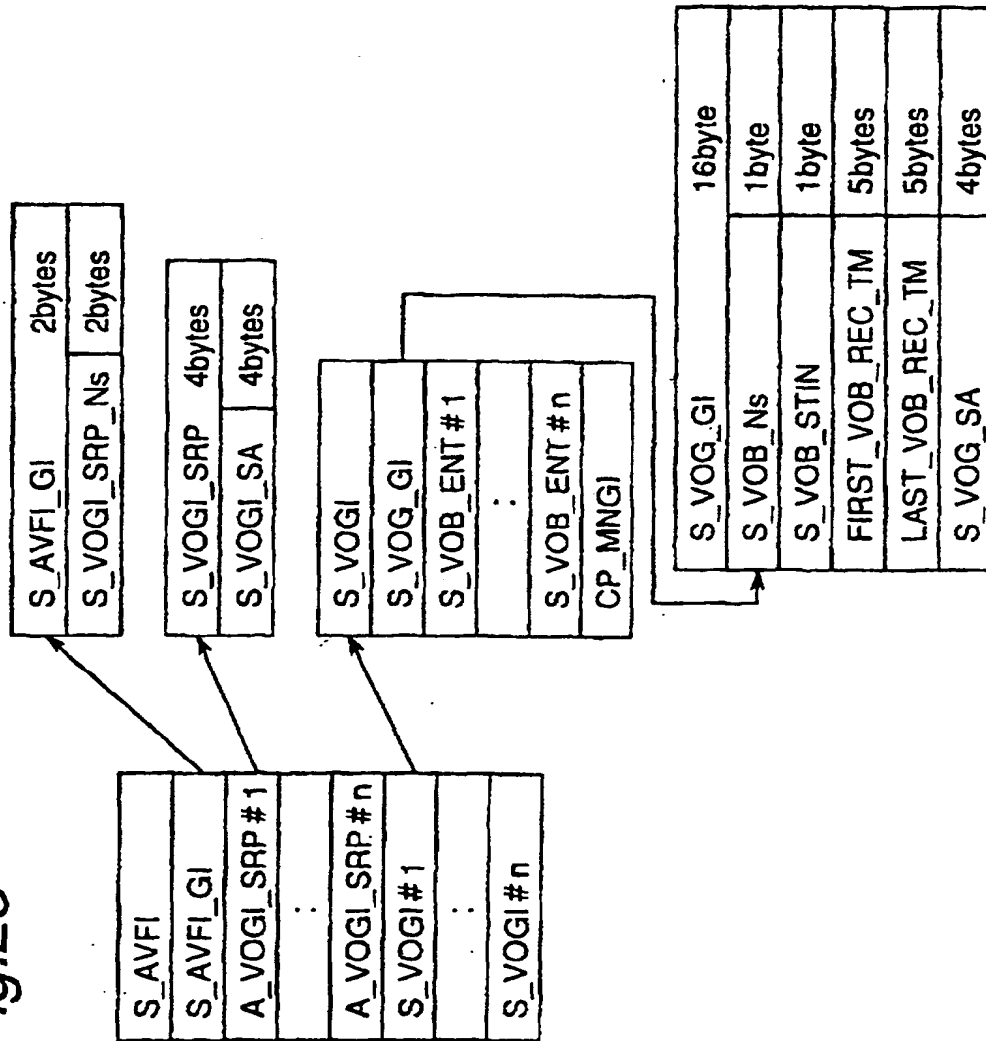 S_AVFI
S_AVFI_GI
A_VOGI_SRP#1
:
A_VOGI_SRP#n
S_VOGI#1
:
S_VOGI#n
S_AVFI_GI 2bytes
S_VOGI_SRP_Ns 2bytes
S_VOGI_SRP 4bytes
S_VOGI_SA 4bytes
S_VOGI
S_VOG_GI
S_VOB_ENT#1
:
S_VOB_ENT#n
CP_MNGI
S_VOG_GI 16byte
S_VOB_Ns 1byte
S_VOB_STIN 1byte
FIRST_VOB_REC_TM 5bytes
LAST_VOB_REC_TM 5bytes
S_VOG_SA 4bytes